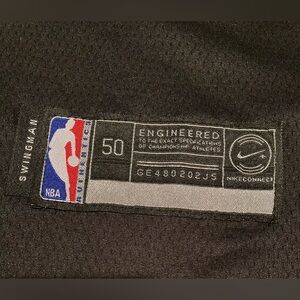 SWINGMAN
NBA
AUTHENTICS
50
ENGINEERED
TO THE EXACT SPECIFICATIONS
OF CHAMPIONSHIP ATHLETES
GE480202JS
NIKECONNECT